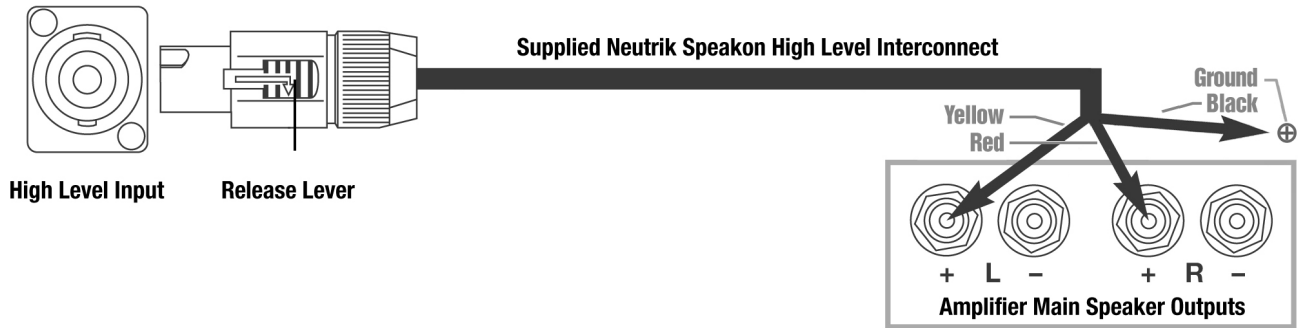 Supplied Neutrik Speakon High Level Interconnect
Ground
Black
Yellow
Red
High Level Input
Release Lever
+ L - + R -
Amplifier Main Speaker Outputs